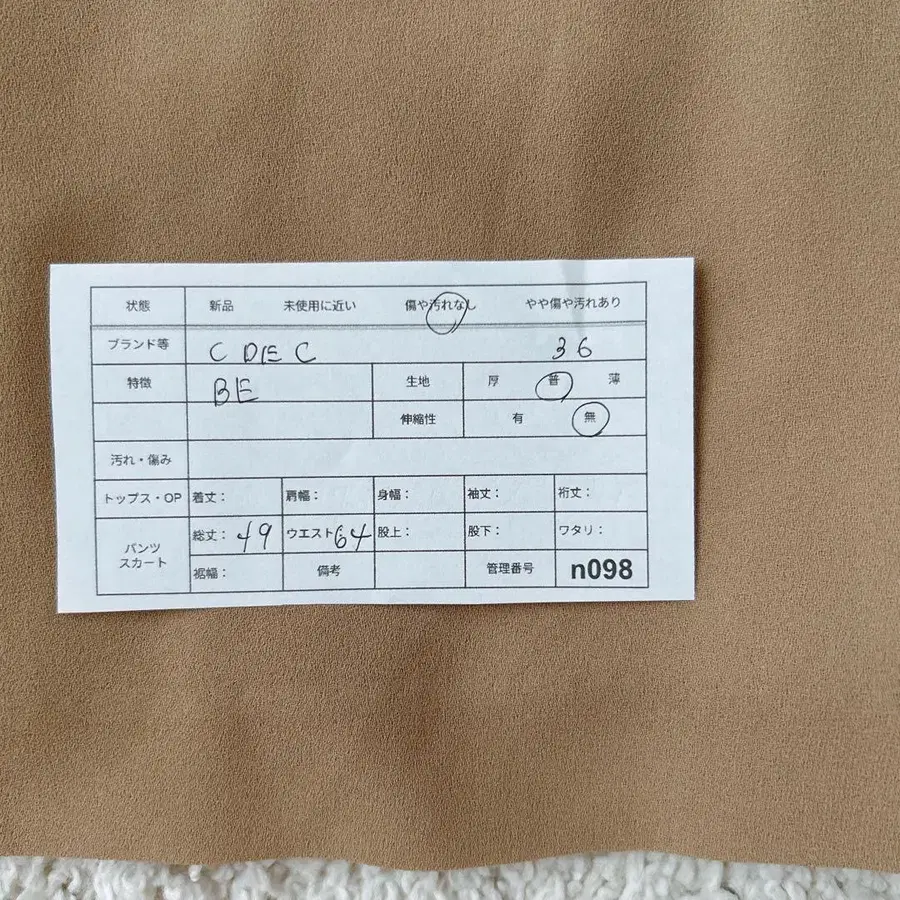 状態 新品 未使用に近い 傷や汚れなし やや傷や汚れあり
ブランド等 C DEC 36
特徴 BE 生地 厚 普 薄
伸縮性 有 無
汚れ・傷み
トップス・OP 着丈： 肩幅： 身幅： 袖丈： 裄丈：
パンツ スカート 総丈：49 ウエスト：64 股上： 股下： ワタリ：
裾幅： 備考 管理番号 n098